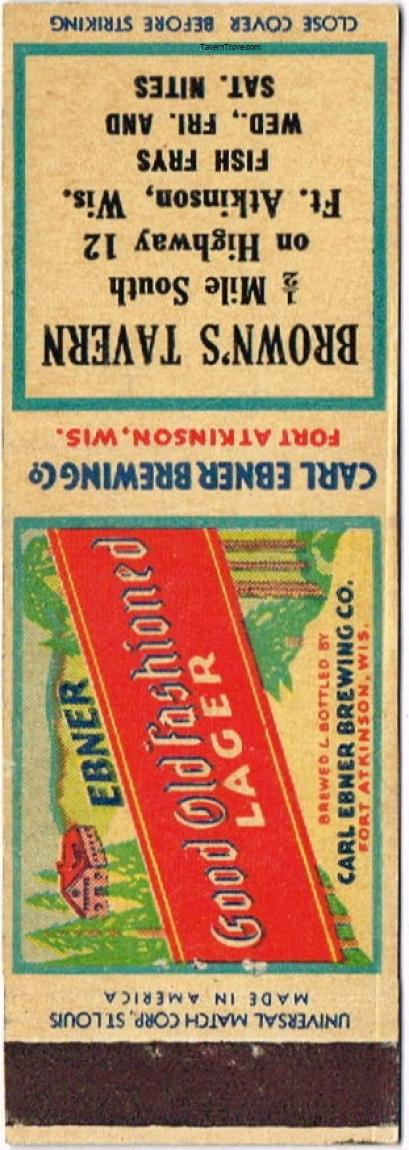 CLOSE COVER BEFORE STRIKING
TavernTrove.com
BROWN'S TAVERN
½ Mile South
on Highway 12
Ft. Atkinson, Wis.
FISH FRYS
WED., FRI. AND
SAT. NITES
CARL EBNER BREWING Co
FORT ATKINSON, WIS.
EBNER
Good Old Fashioned
LAGER
BREWED & BOTTLED BY
CARL EBNER BREWING CO.
FORT ATKINSON, WIS.
MADE IN AMERICA
UNIVERSAL MATCH CORP., ST. LOUIS